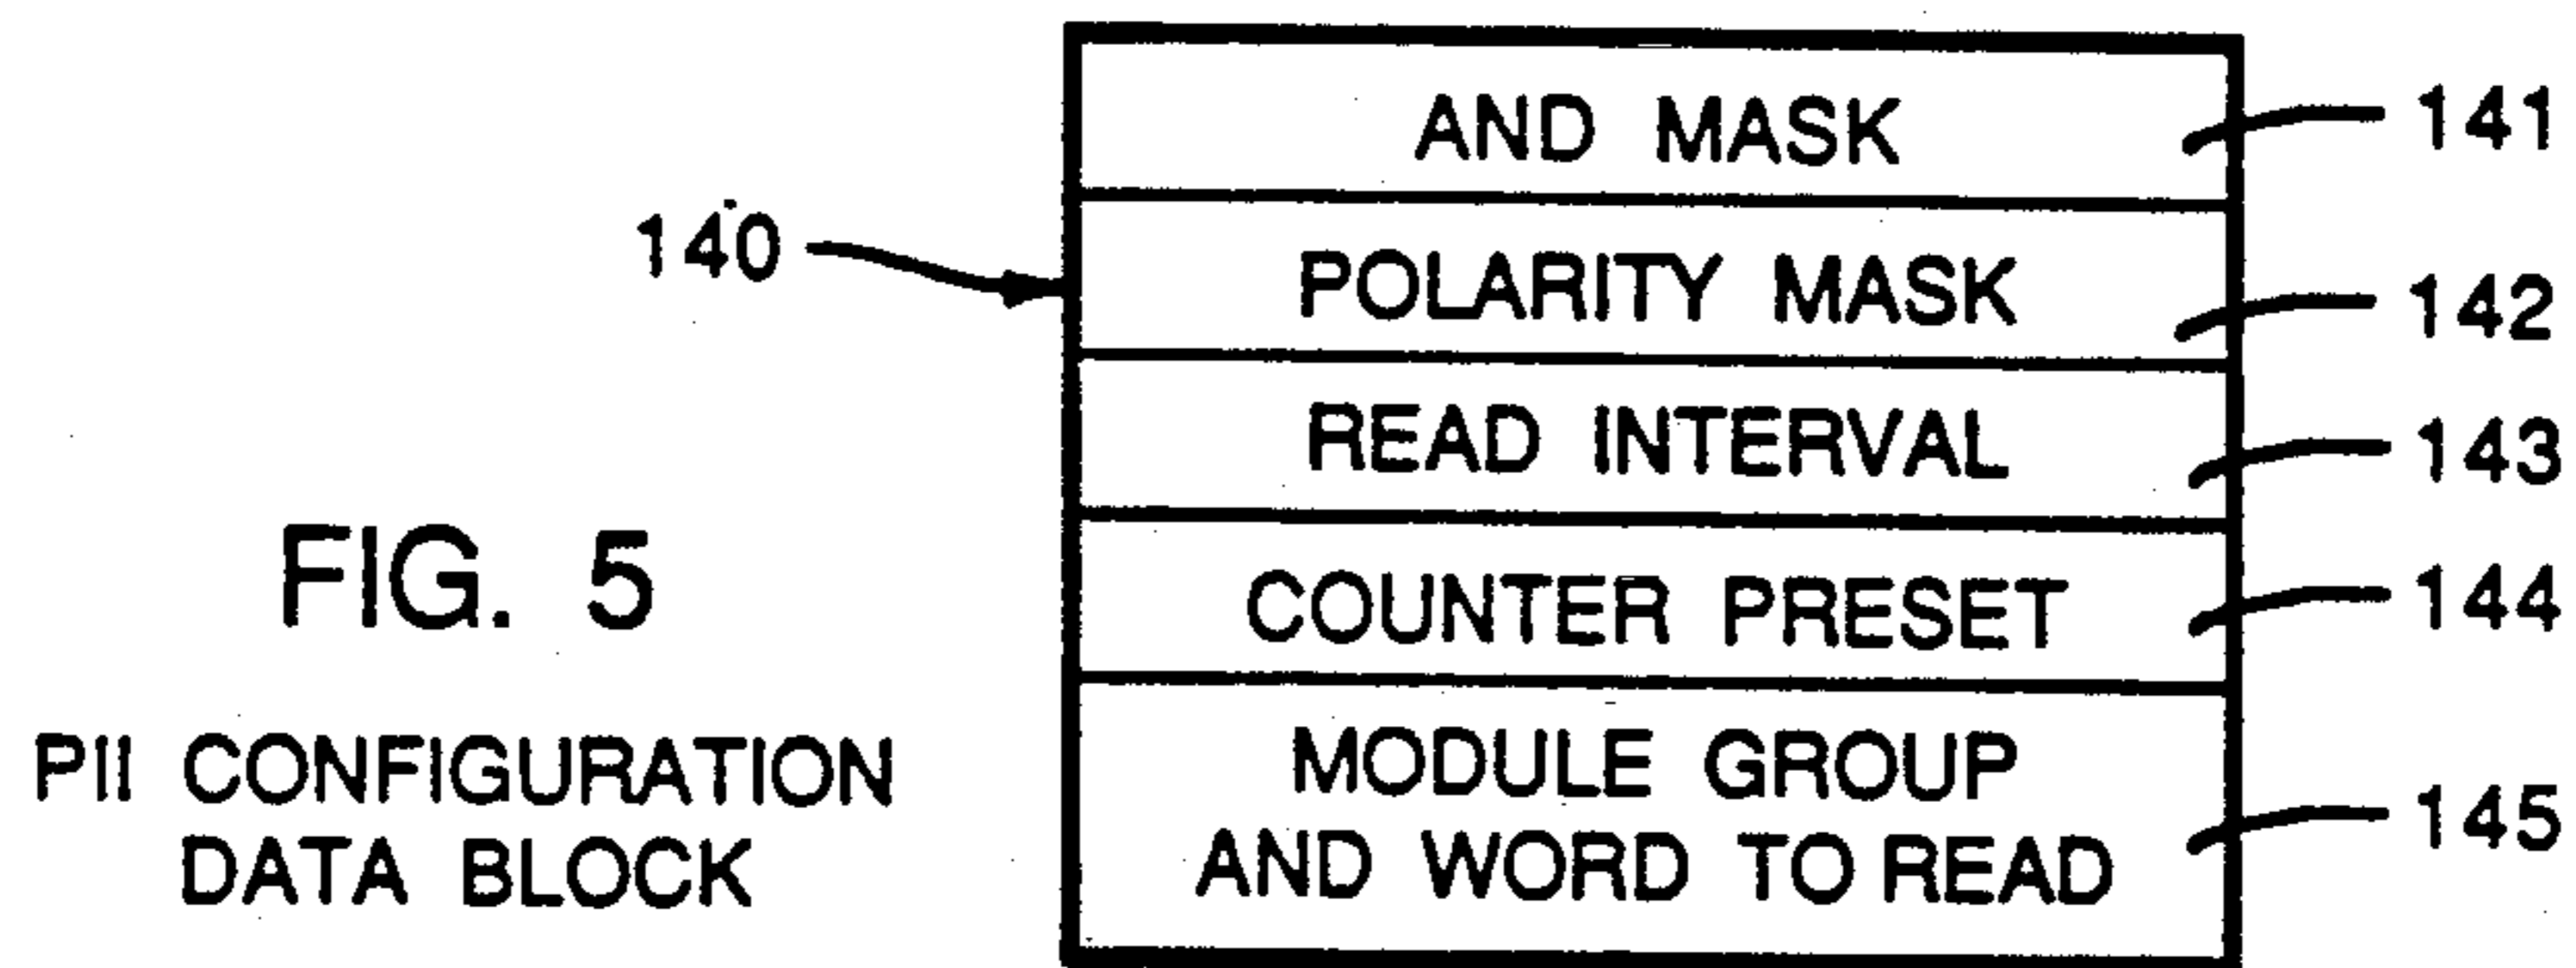 AND MASK 141
140
POLARITY MASK 142
READ INTERVAL 143
FIG. 5
COUNTER PRESET 144
PII CONFIGURATION
DATA BLOCK
MODULE GROUP
AND WORD TO READ 145